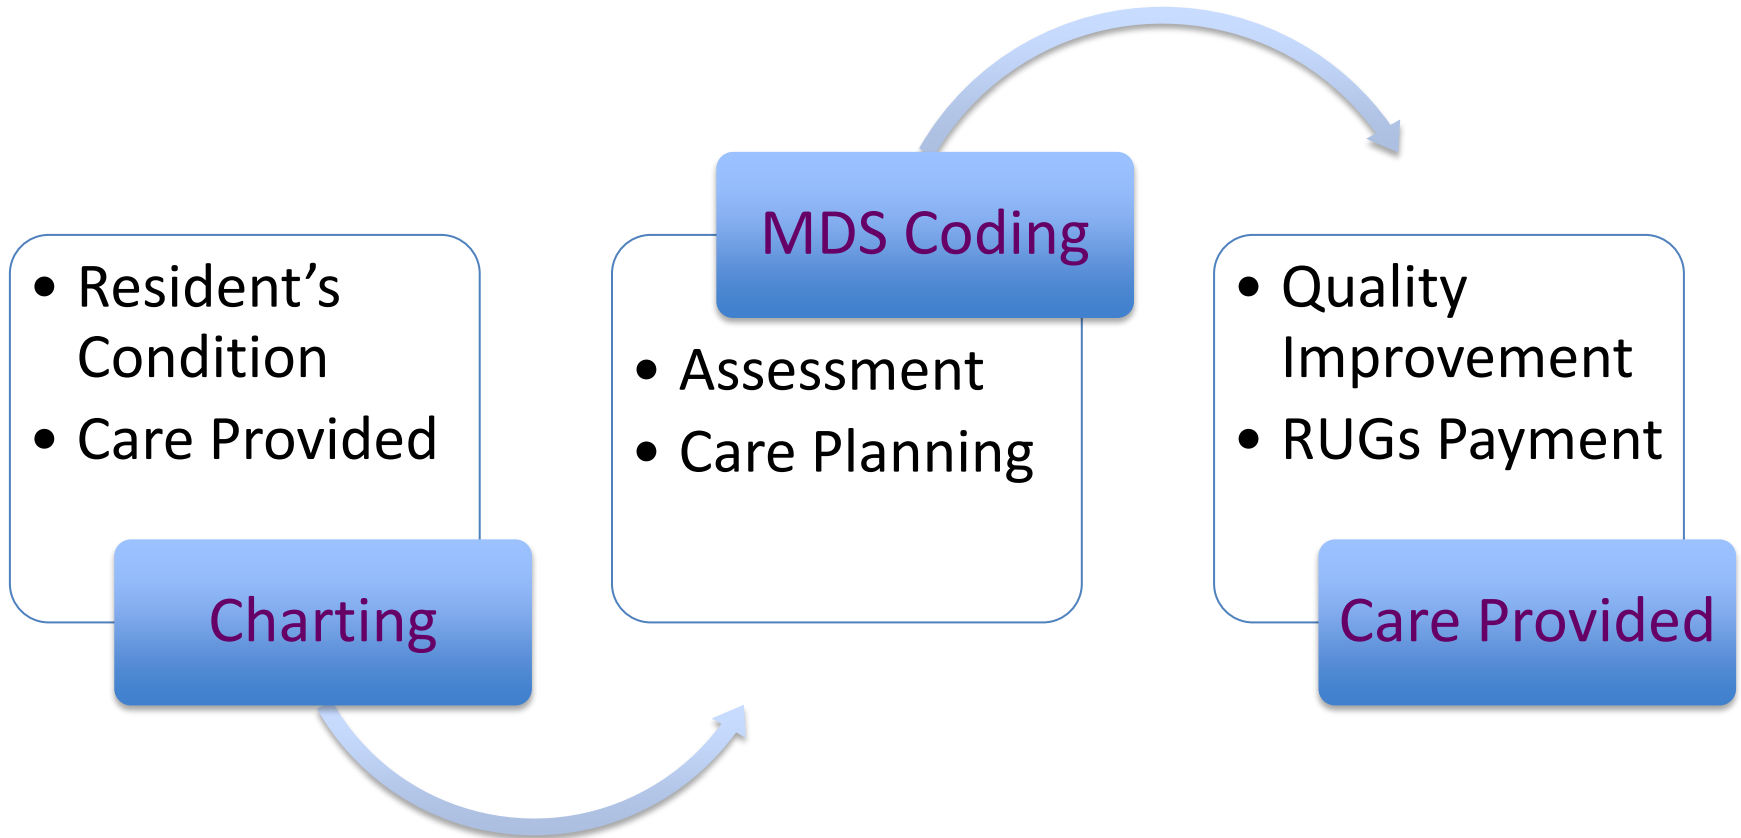 • Resident’s
Condition
• Care Provided
Charting
MDS Coding
• Assessment
• Care Planning
• Quality
Improvement
• RUGs Payment
Care Provided